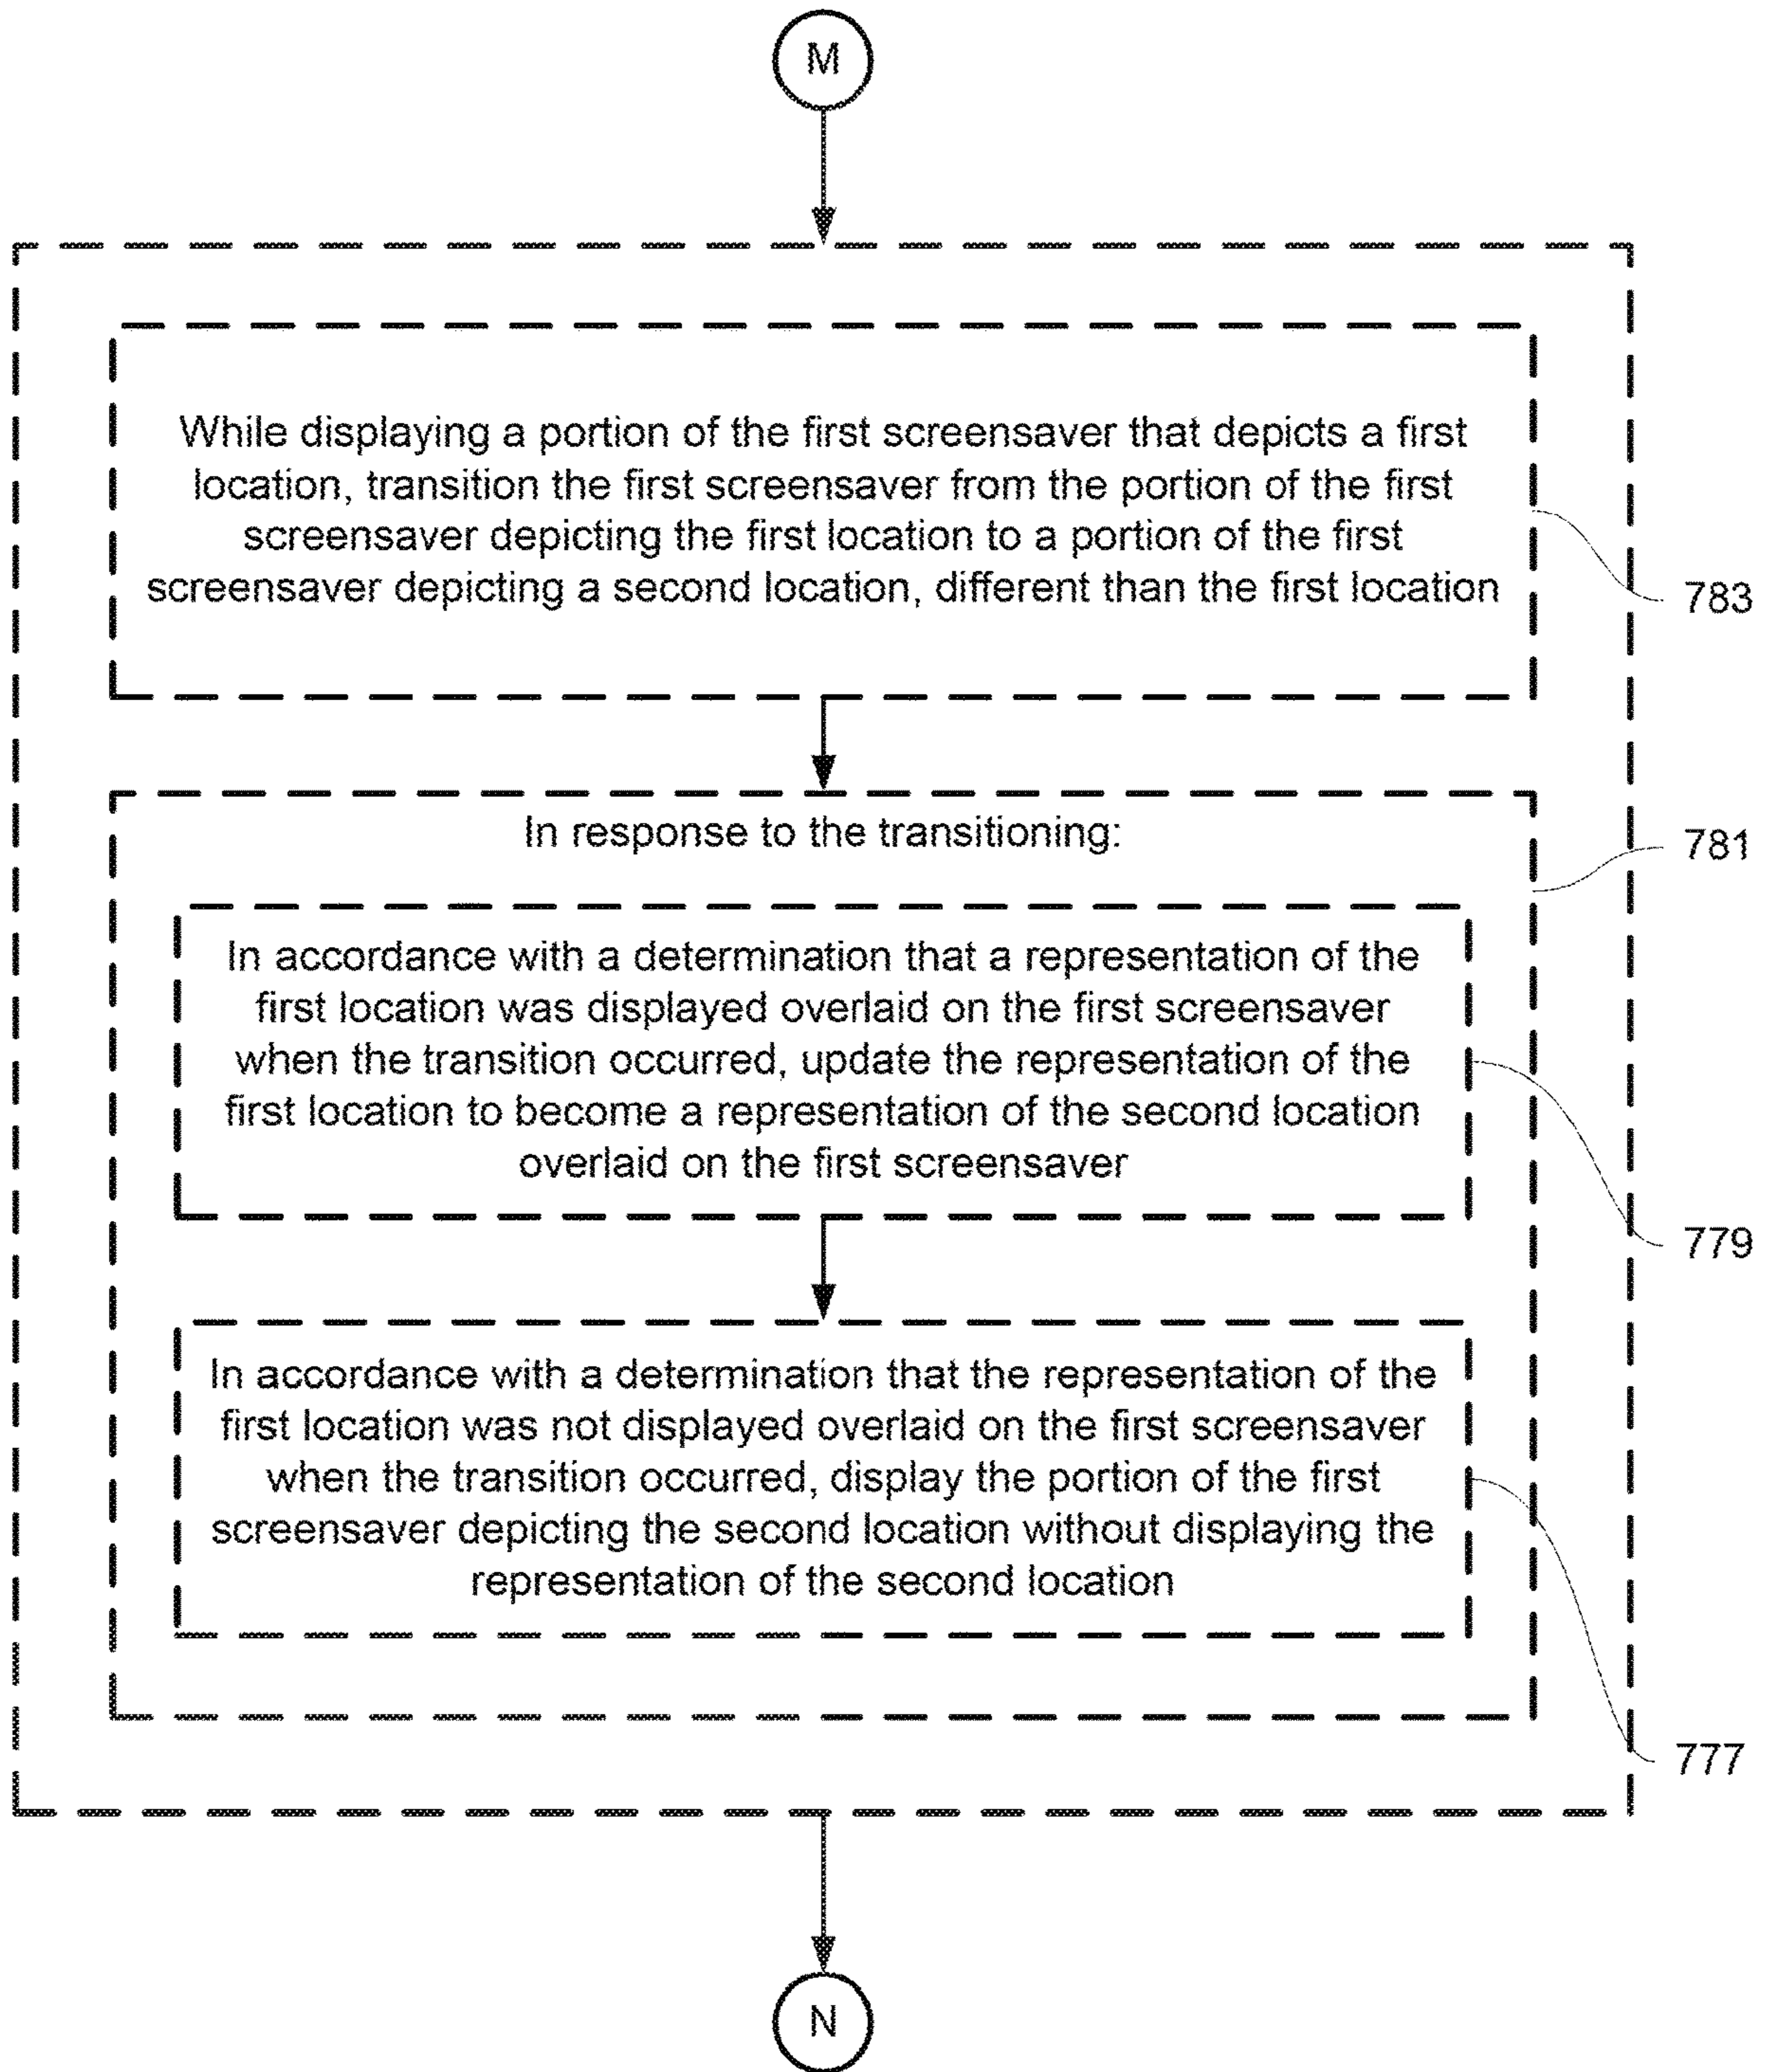 M
While displaying a portion of the first screensaver that depicts a first
location, transition the first screensaver from the portion of the first
screensaver depicting the first location to a portion of the first
screensaver depicting a second location, different than the first location
783
In response to the transitioning:
781
In accordance with a determination that a representation of the
first location was displayed overlaid on the first screensaver
when the transition occurred, update the representation of the
first location to become a representation of the second location
overlaid on the first screensaver
779
In accordance with a determination that the representation of the
first location was not displayed overlaid on the first screensaver
when the transition occurred, display the portion of the first
screensaver depicting the second location without displaying the
representation of the second location
777
N